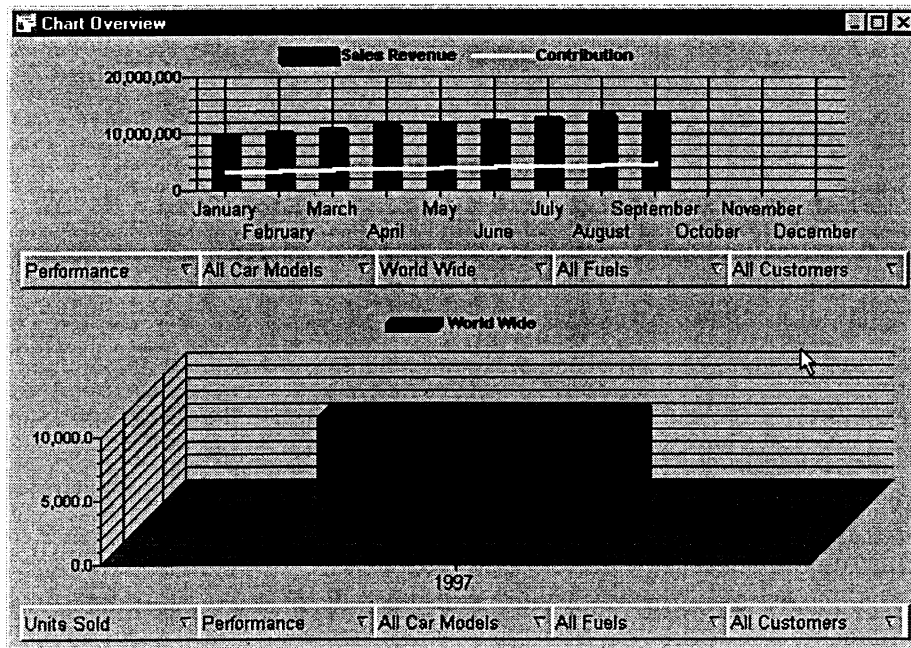 Chart Overview
Sales Revenue Contribution
20,000,000
10,000,000
0
January March May July September November
February April June August October December
Performance All Car Models World Wide All Fuels All Customers
World Wide
10,000.0
5,000.0
0.0
1997
Units Sold Performance All Car Models All Fuels All Customers